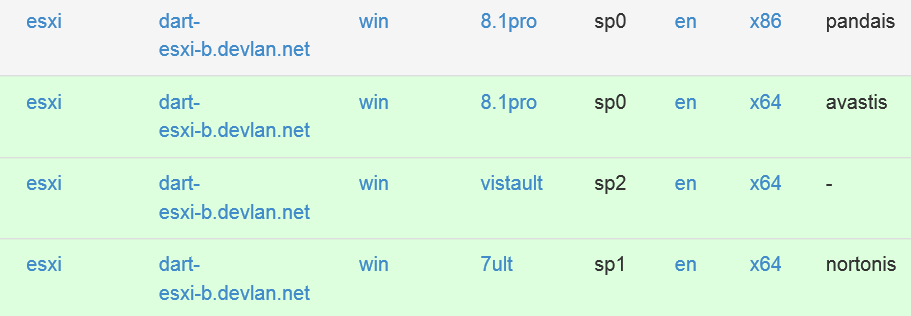 esxi dart- win 8.1pro sp0 en x86 pandais
esxi-b.devlan.net
esxi dart- win 8.1pro sp0 en x64 avastis
esxi-b.devlan.net
esxi dart- win vistault sp2 en x64 -
esxi-b.devlan.net
esxi dart- win 7ult sp1 en x64 nortonis
esxi-b.devlan.net